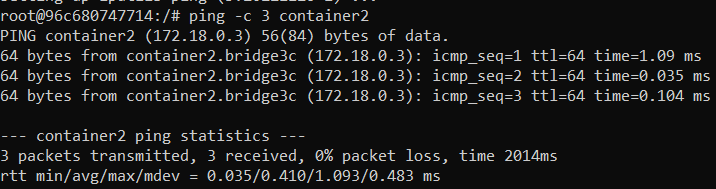 root@96c680747714:/# ping -c 3 container2
PING container2 (172.18.0.3) 56(84) bytes of data.
64 bytes from container2.bridge3c (172.18.0.3): icmp_seq=1 ttl=64 time=1.09 ms
64 bytes from container2.bridge3c (172.18.0.3): icmp_seq=2 ttl=64 time=0.035 ms
64 bytes from container2.bridge3c (172.18.0.3): icmp_seq=3 ttl=64 time=0.104 ms
--- container2 ping statistics ---
3 packets transmitted, 3 received, 0% packet loss, time 2014ms
rtt min/avg/max/mdev = 0.035/0.410/1.093/0.483 ms